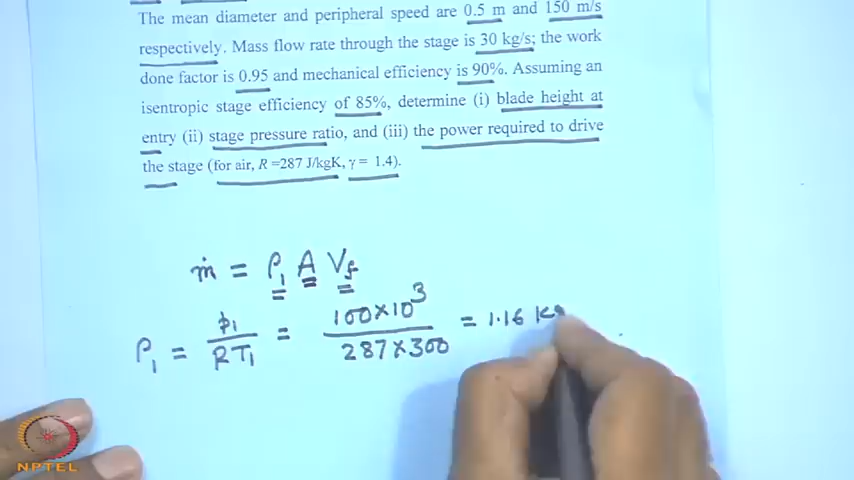 The mean diameter and peripheral speed are 0.5 m and 150 m/s
respectively. Mass flow rate through the stage is 30 kg/s; the work
done factor is 0.95 and mechanical efficiency is 90%. Assuming an
isentropic stage efficiency of 85%, determine (i) blade height at
entry (ii) stage pressure ratio, and (iii) the power required to drive
the stage (for air, R =287 J/kgK, γ = 1.4).
ṁ = ρ₁ A V_f
ρ₁ = p₁/RT₁ = 100×10³/287×300 = 1.16 kg
NPTEL